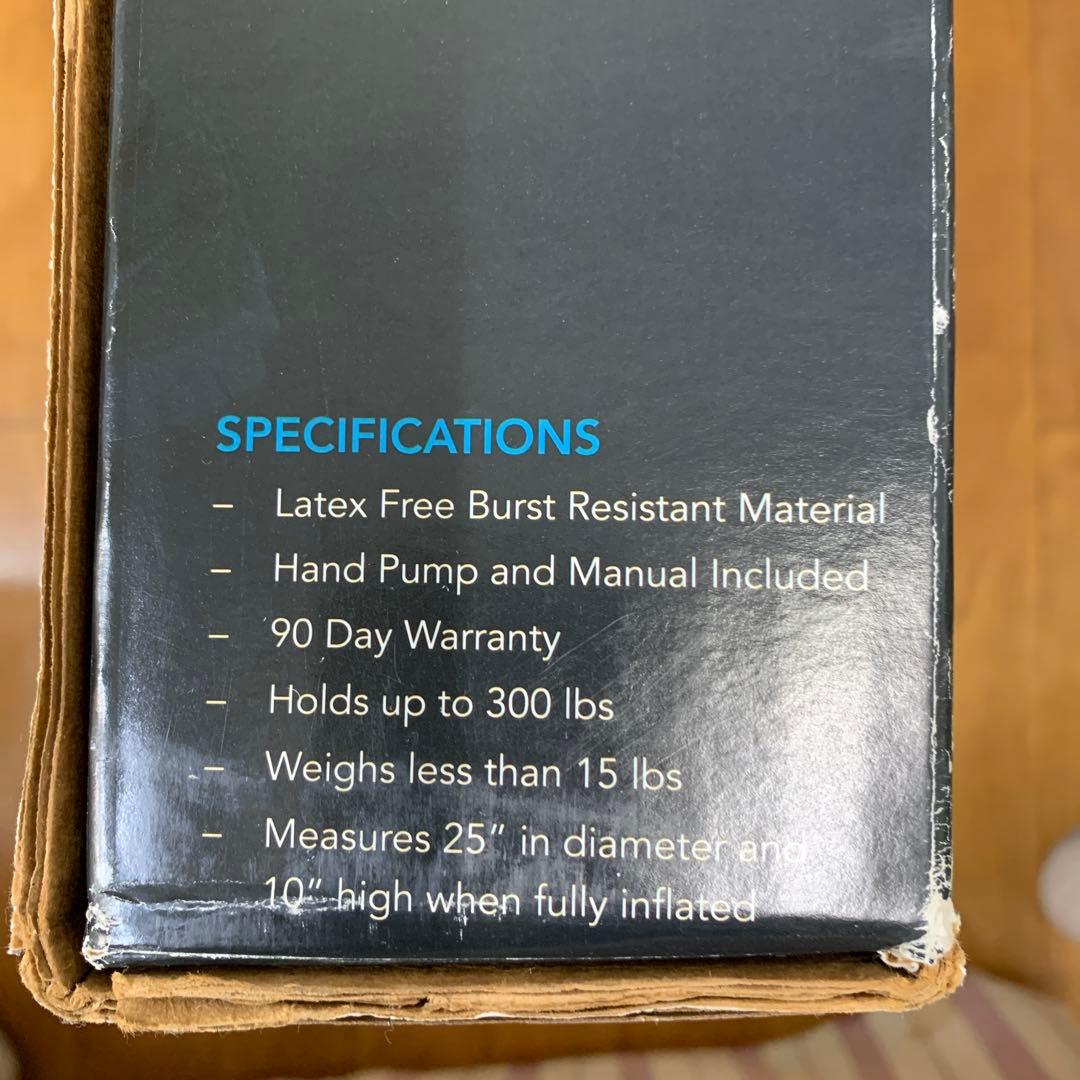 SPECIFICATIONS
– Latex Free Burst Resistant Material
– Hand Pump and Manual Included
– 90 Day Warranty
– Holds up to 300 lbs
– Weighs less than 15 lbs
– Measures 25” in diameter and
10” high when fully inflated